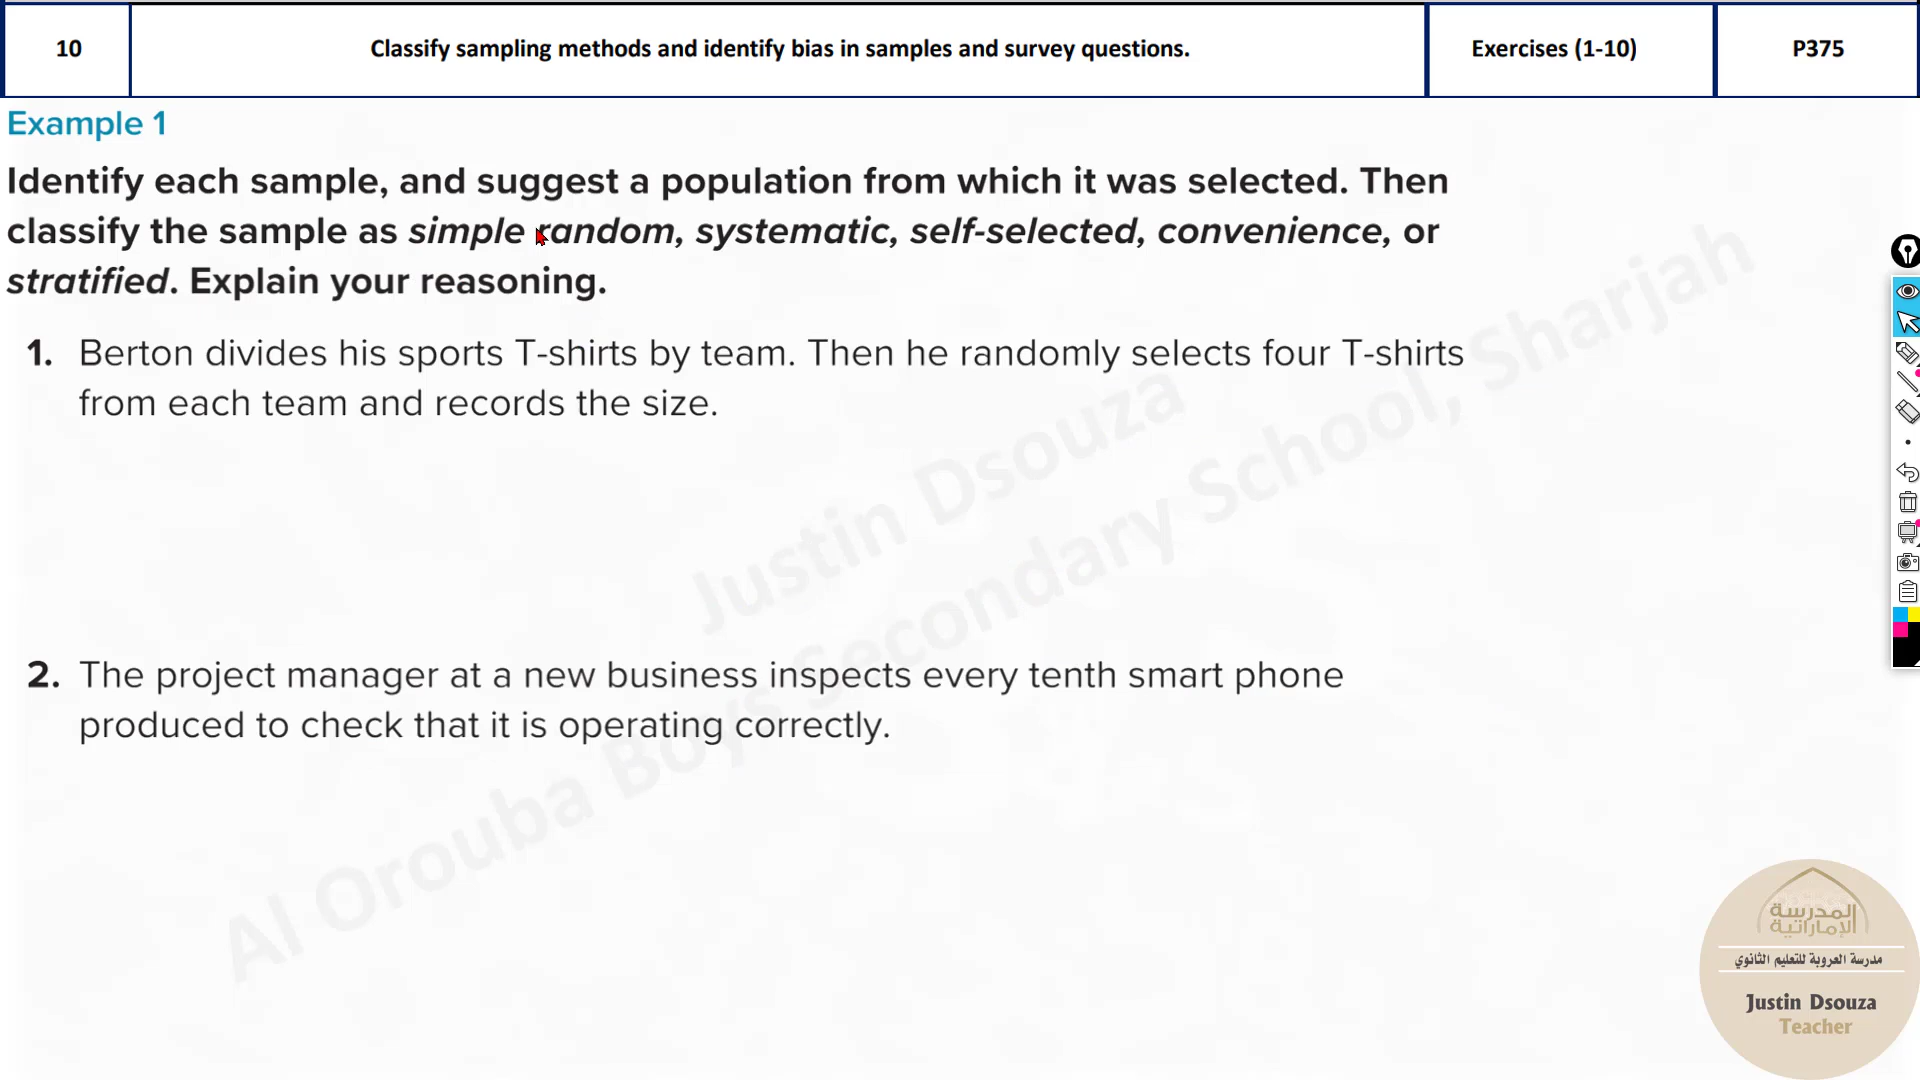 10
Classify sampling methods and identify bias in samples and survey questions.
Exercises (1-10)
P375
Example 1
Identify each sample, and suggest a population from which it was selected. Then
classify the sample as simple random, systematic, self-selected, convenience, or
stratified. Explain your reasoning.
1. Berton divides his sports T-shirts by team. Then he randomly selects four T-shirts
from each team and records the size.
2. The project manager at a new business inspects every tenth smart phone
produced to check that it is operating correctly.
Justin Dsouza
Al Orouba Boys Secondary School, Sharjah
المدرسة
الإماراتية
مدرسة العروبة للتعليم الثانوي
Justin Dsouza
Teacher